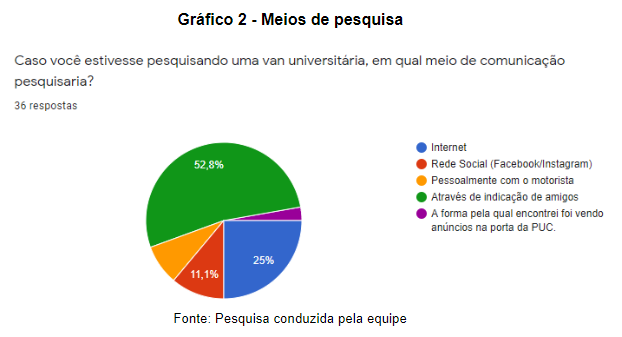 Gráfico 2 - Meios de pesquisa
Caso você estivesse pesquisando uma van universitária, em qual meio de comunicação
pesquisaria?
36 respostas
52,8%
11,1%
25%
Internet
Rede Social (Facebook/Instagram)
Pessoalmente com o motorista
Através de indicação de amigos
A forma pela qual encontrei foi vendo
anúncios na porta da PUC.
Fonte: Pesquisa conduzida pela equipe